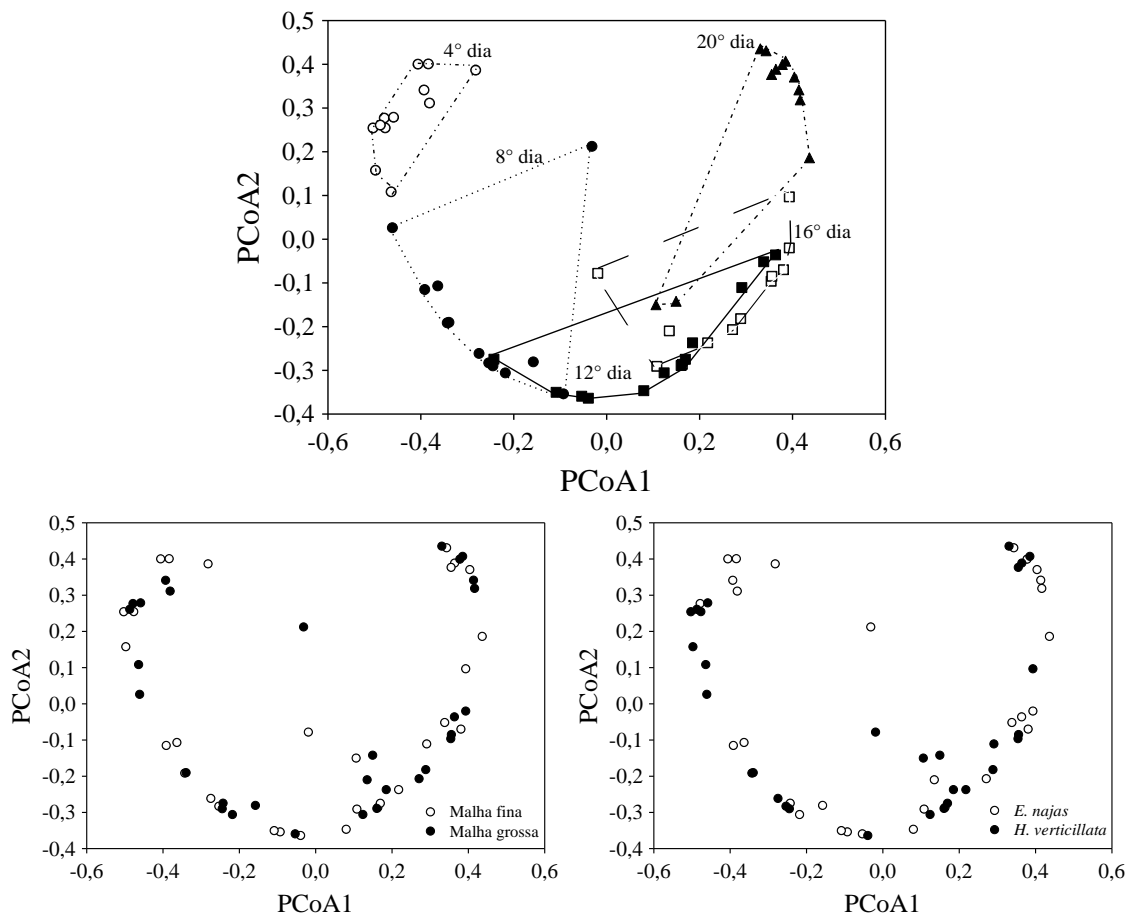 0,5
4° dia
20° dia
0,4
0,3
0,2
8° dia
0,1
PCoA2
0,0
16° dia
-0,1
-0,2
-0,3
12° dia
-0,4
-0,6 -0,4 -0,2 0,0 0,2 0,4 0,6
PCoA1
0,5
0,4
0,3
0,2
0,1
PCoA2
0,0
-0,1
-0,2
-0,3
Malha fina
Malha grossa
-0,4
-0,6 -0,4 -0,2 0,0 0,2 0,4 0,6
PCoA1
0,5
0,4
0,3
0,2
0,1
PCoA2
0,0
-0,1
-0,2
-0,3
E. najas
H. verticillata
-0,4
-0,6 -0,4 -0,2 0,0 0,2 0,4 0,6
PCoA1